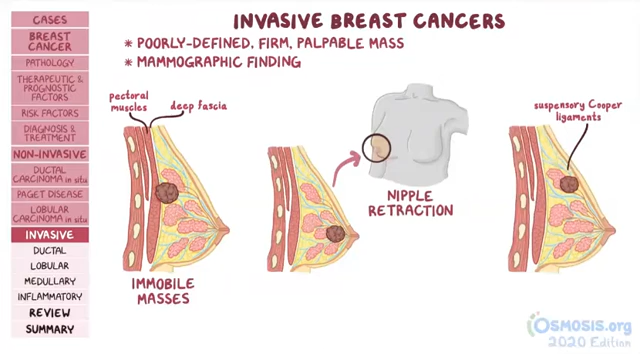 CASES
BREAST
CANCER
PATHOLOGY
THERAPEUTIC &
PROGNOSTIC
FACTORS
RISK FACTORS
DIAGNOSIS &
TREATMENT
NON-INVASIVE
DUCTAL
CARCINOMA in situ
PAGET DISEASE
LOBULAR
CARCINOMA in situ
INVASIVE
DUCTAL
LOBULAR
MEDULLARY
INFLAMMATORY
REVIEW
SUMMARY
INVASIVE BREAST CANCERS
* POORLY-DEFINED, FIRM, PALPABLE MASS
* MAMMOGRAPHIC FINDING
pectoral
muscles
deep fascia
IMMOBILE
MASSES
NIPPLE
RETRACTION
suspensory Cooper
ligaments
OSMOSIS.org
2020 Edition